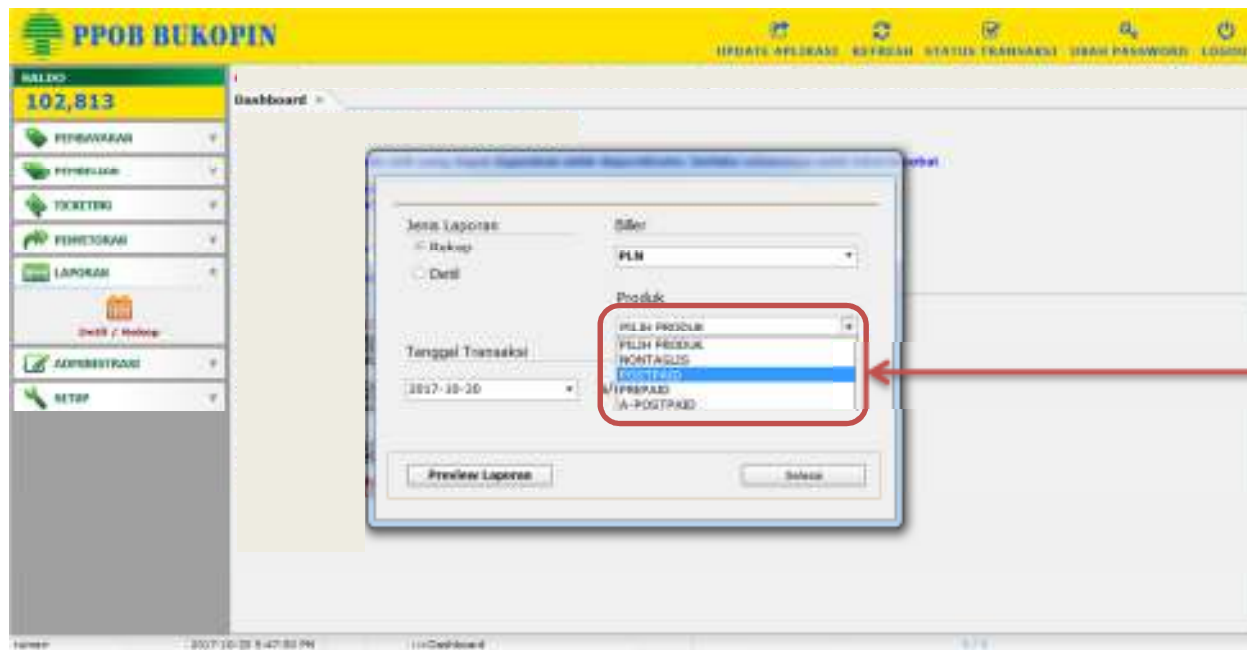 PPOB BUKOPIN
UPDATE APLIKASI REFRESH STATUS TRANSAKSI UBAH PASSWORD LOGOU
SALDO
102,813
Dashboard
PEMBAYARAN
PEMBELIAN
TICKETING
PENYETORAN
LAPORAN
Detil / Rekap
ADMINISTRASI
SETUP
Jenis Laporan
Rekap
Detil
Biller
PLN
Produk
PILIH PRODUK
PILIH PRODUK
NONTAGLIS
POSTPAID
PREPAID
A-POSTPAID
Tanggal Transaksi
2017-10-20
Preview Laporan
Selesai
Dashboard